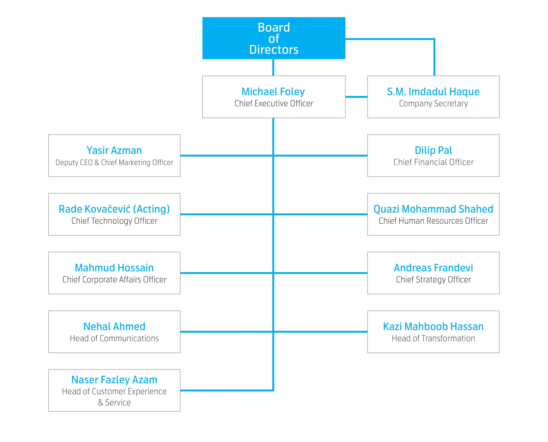 Board
of
Directors
Michael Foley
Chief Executive Officer
S.M. Imdadul Haque
Company Secretary
Yasir Azman
Deputy CEO & Chief Marketing Officer
Dilip Pal
Chief Financial Officer
Rade Kovačević (Acting)
Chief Technology Officer
Quazi Mohammad Shahed
Chief Human Resources Officer
Mahmud Hossain
Chief Corporate Affairs Officer
Andreas Frandevi
Chief Strategy Officer
Nehal Ahmed
Head of Communications
Kazi Mahboob Hassan
Head of Transformation
Naser Fazley Azam
Head of Customer Experience
& Service